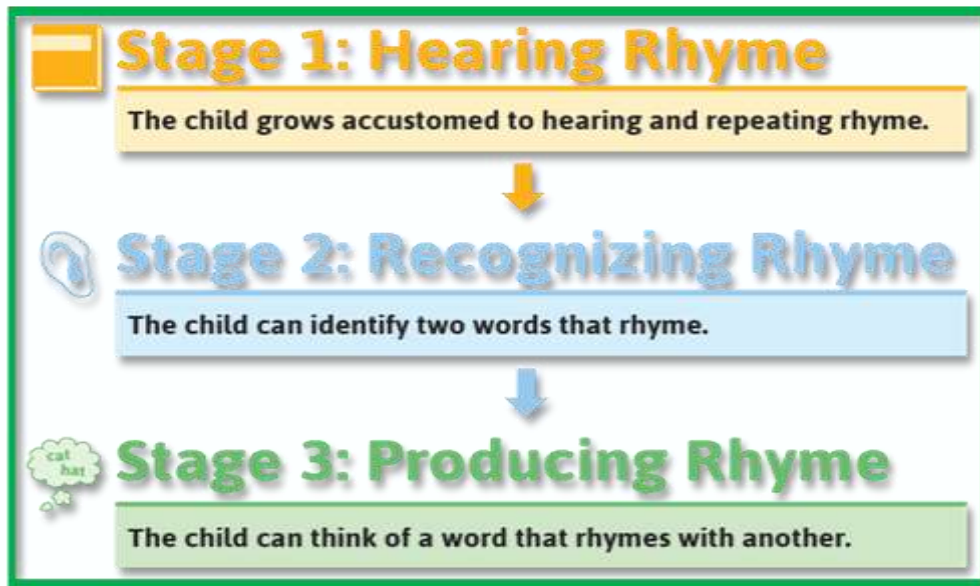 Stage 1: Hearing Rhyme
The child grows accustomed to hearing and repeating rhyme.
Stage 2: Recognizing Rhyme
The child can identify two words that rhyme.
cat
hat
Stage 3: Producing Rhyme
The child can think of a word that rhymes with another.